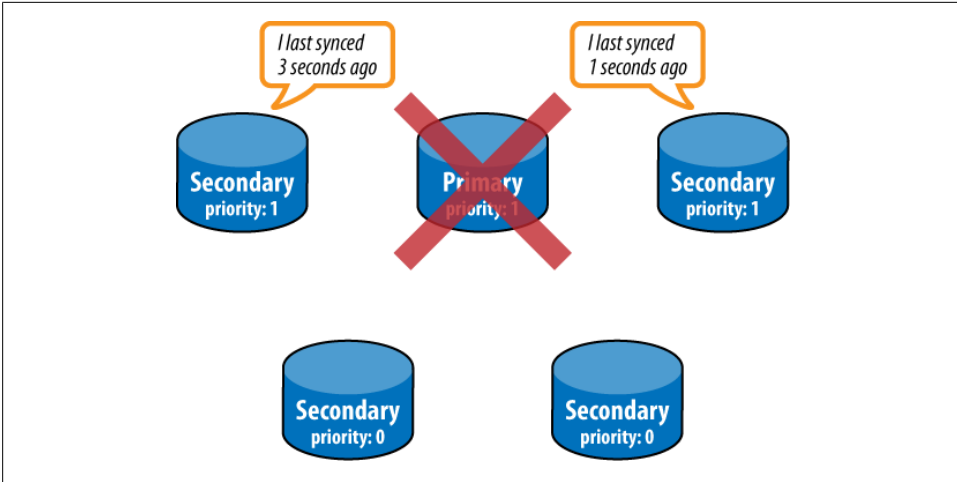 I last synced
3 seconds ago
I last synced
1 seconds ago
Secondary
priority: 1
Primary
priority: 1
Secondary
priority: 1
Secondary
priority: 0
Secondary
priority: 0